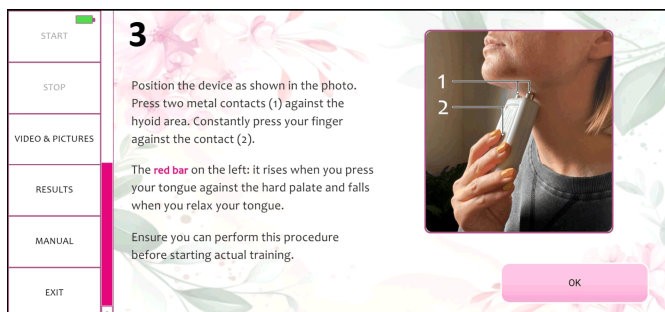 START
STOP
VIDEO & PICTURES
RESULTS
MANUAL
EXIT
3
Position the device as shown in the photo.
Press two metal contacts (1) against the
hyoid area. Constantly press your finger
against the contact (2).
The red bar on the left: it rises when you press
your tongue against the hard palate and falls
when you relax your tongue.
Ensure you can perform this procedure
before starting actual training.
1
2
OK